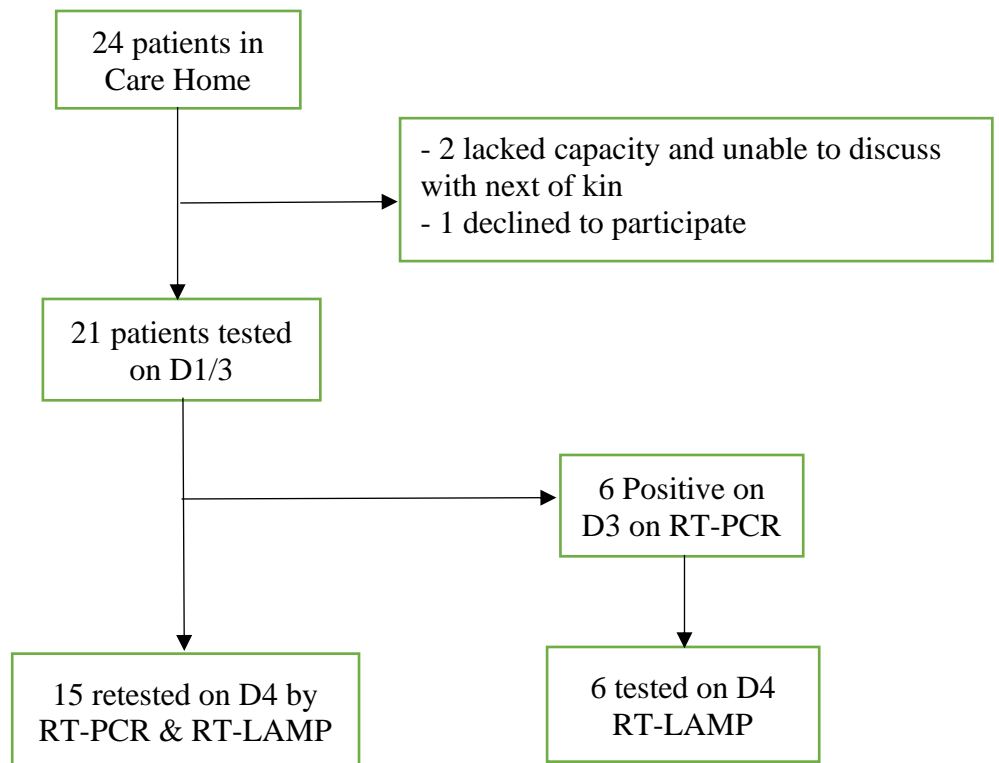 24 patients in
Care Home
- 2 lacked capacity and unable to discuss
with next of kin
- 1 declined to participate
21 patients tested
on D1/3
6 Positive on
D3 on RT-PCR
15 retested on D4 by
RT-PCR & RT-LAMP
6 tested on D4
RT-LAMP